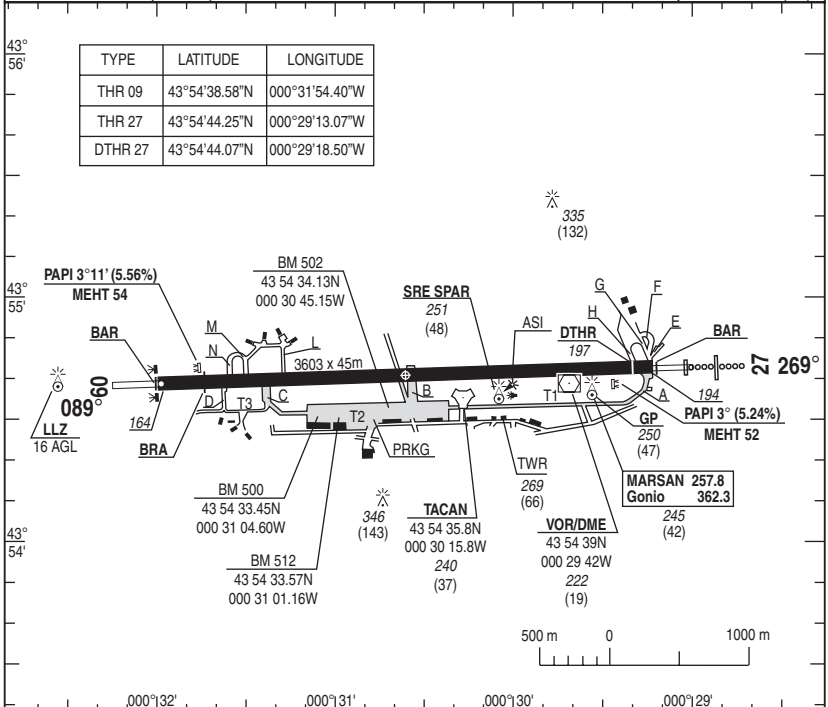 43° 56'
TYPE LATITUDE LONGITUDE
THR 09 43°54'38.58"N 000°31'54.40"W
THR 27 43°54'44.25"N 000°29'13.07"W
DTHR 27 43°54'44.07"N 000°29'18.50"W
335
(132)
43° 55'
PAPI 3°11' (5.56%)
MEHT 54
BM 502
43 54 34.13N
000 30 45.15W
SRE SPAR
251
(48)
ASI
G
F
H
E
DTHR
197
BAR
BAR
M
N
L
3603 x 45m
27 269°
089° 09
LLZ
16 AGL
164
BRA
D
T3
C
T2
B
T1
A
194
PAPI 3° (5.24%)
MEHT 52
GP
250
(47)
PRKG
TWR
269
(66)
MARSAN 257.8
Gonio 362.3
245
(42)
BM 500
43 54 33.45N
000 31 04.60W
346
(143)
TACAN
43 54 35.8N
000 30 15.8W
240
(37)
VOR/DME
43 54 39N
000 29 42W
222
(19)
43° 54'
BM 512
43 54 33.57N
000 31 01.16W
500 m 0 1000 m
000°32' 000°31' 000°30' 000°29'